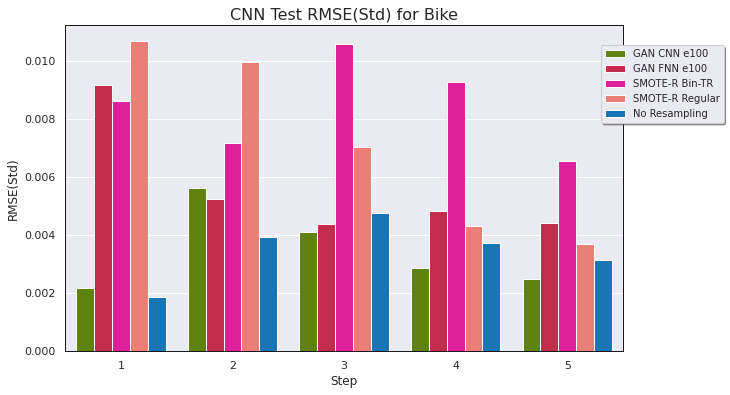 CNN Test RMSE(Std) for Bike
GAN CNN e100
GAN FNN e100
SMOTE-R Bin-TR
SMOTE-R Regular
No Resampling
RMSE(Std)
0.010
0.008
0.006
0.004
0.002
0.000
1 2 3 4 5
Step